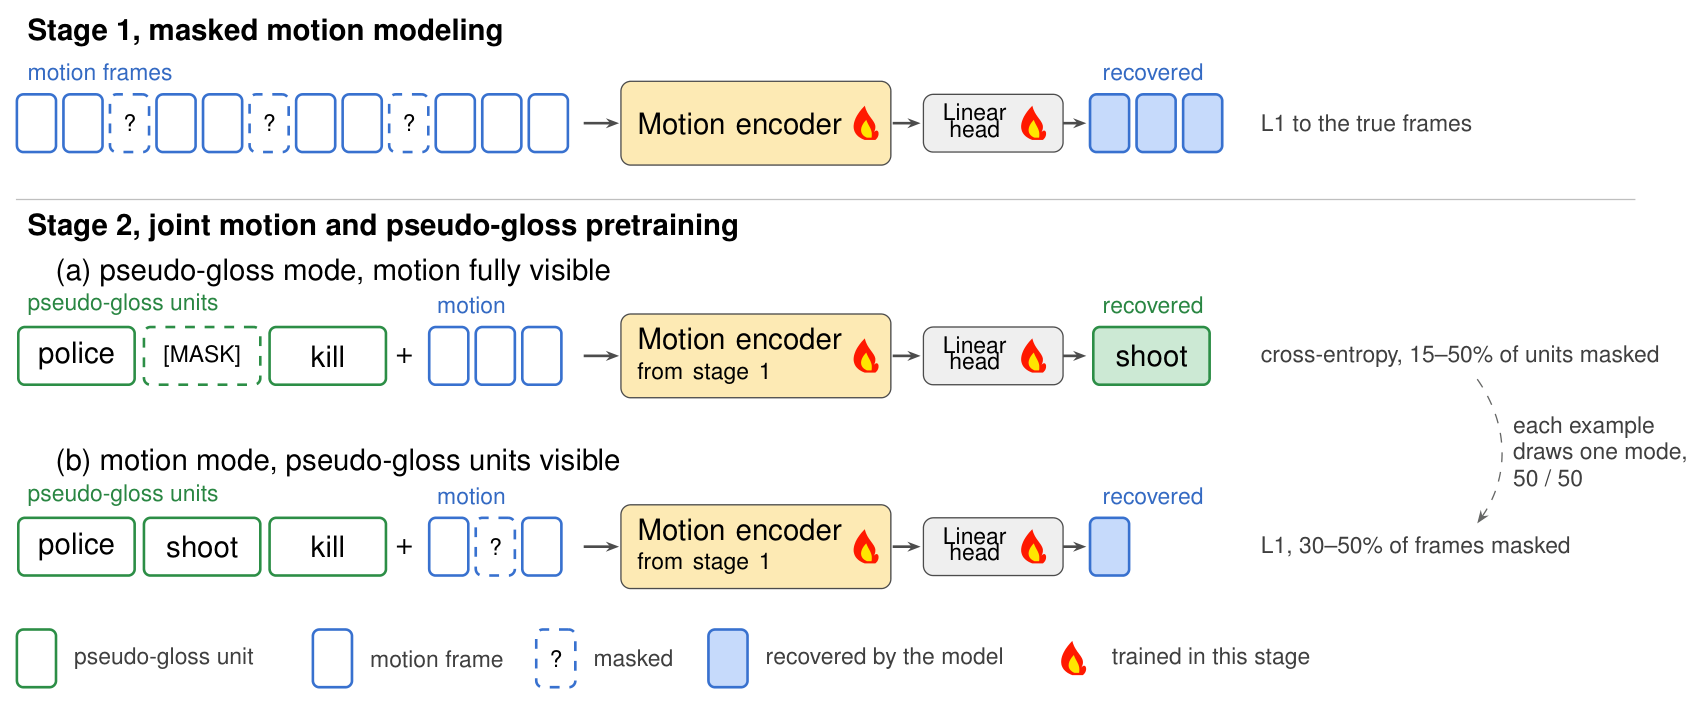 Stage 1, masked motion modeling
motion frames
recovered
? ? ?
Motion encoder
Linear
head
L1 to the true frames
Stage 2, joint motion and pseudo-gloss pretraining
(a) pseudo-gloss mode, motion fully visible
pseudo-gloss units
motion
recovered
police [MASK] kill +
Motion encoder
from stage 1
Linear
head
shoot
cross-entropy, 15–50% of units masked
each example
draws one mode,
50 / 50
(b) motion mode, pseudo-gloss units visible
pseudo-gloss units
motion
recovered
police shoot kill + ?
Motion encoder
from stage 1
Linear
head
L1, 30–50% of frames masked
pseudo-gloss unit
motion frame
? masked
recovered by the model
trained in this stage